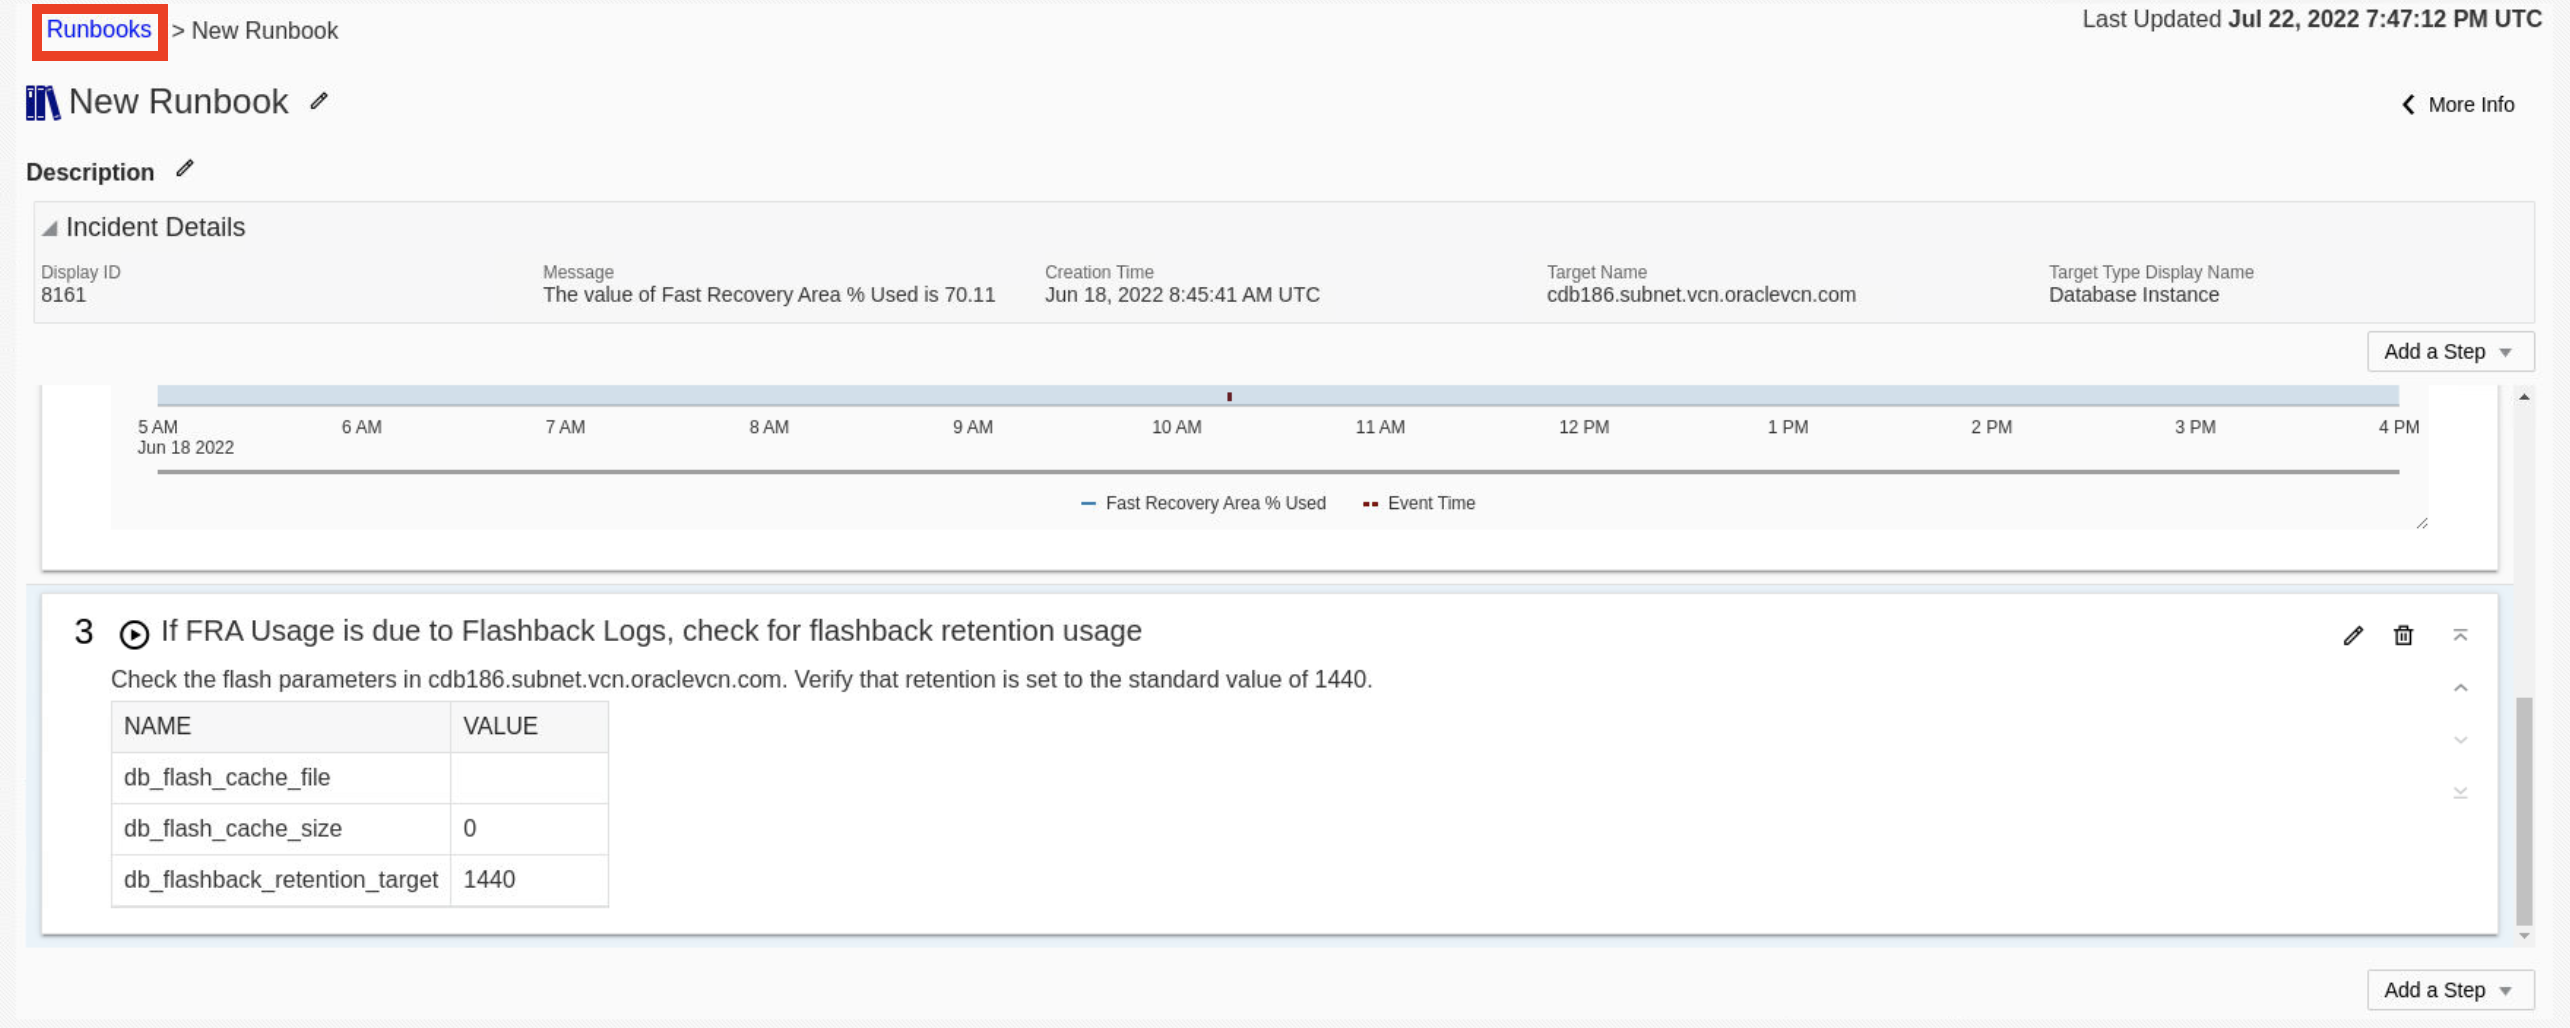 Runbooks > New Runbook
Last Updated Jul 22, 2022 7:47:12 PM UTC
New Runbook
More Info
Description
Incident Details
Display ID
8161
Message
The value of Fast Recovery Area % Used is 70.11
Creation Time
Jun 18, 2022 8:45:41 AM UTC
Target Name
cdb186.subnet.vcn.oraclevcn.com
Target Type Display Name
Database Instance
Add a Step
5 AM 6 AM 7 AM 8 AM 9 AM 10 AM 11 AM 12 PM 1 PM 2 PM 3 PM 4 PM
Jun 18 2022
Fast Recovery Area % Used Event Time
3 If FRA Usage is due to Flashback Logs, check for flashback retention usage
Check the flash parameters in cdb186.subnet.vcn.oraclevcn.com. Verify that retention is set to the standard value of 1440.
NAME VALUE
db_flash_cache_file
db_flash_cache_size 0
db_flashback_retention_target 1440
Add a Step